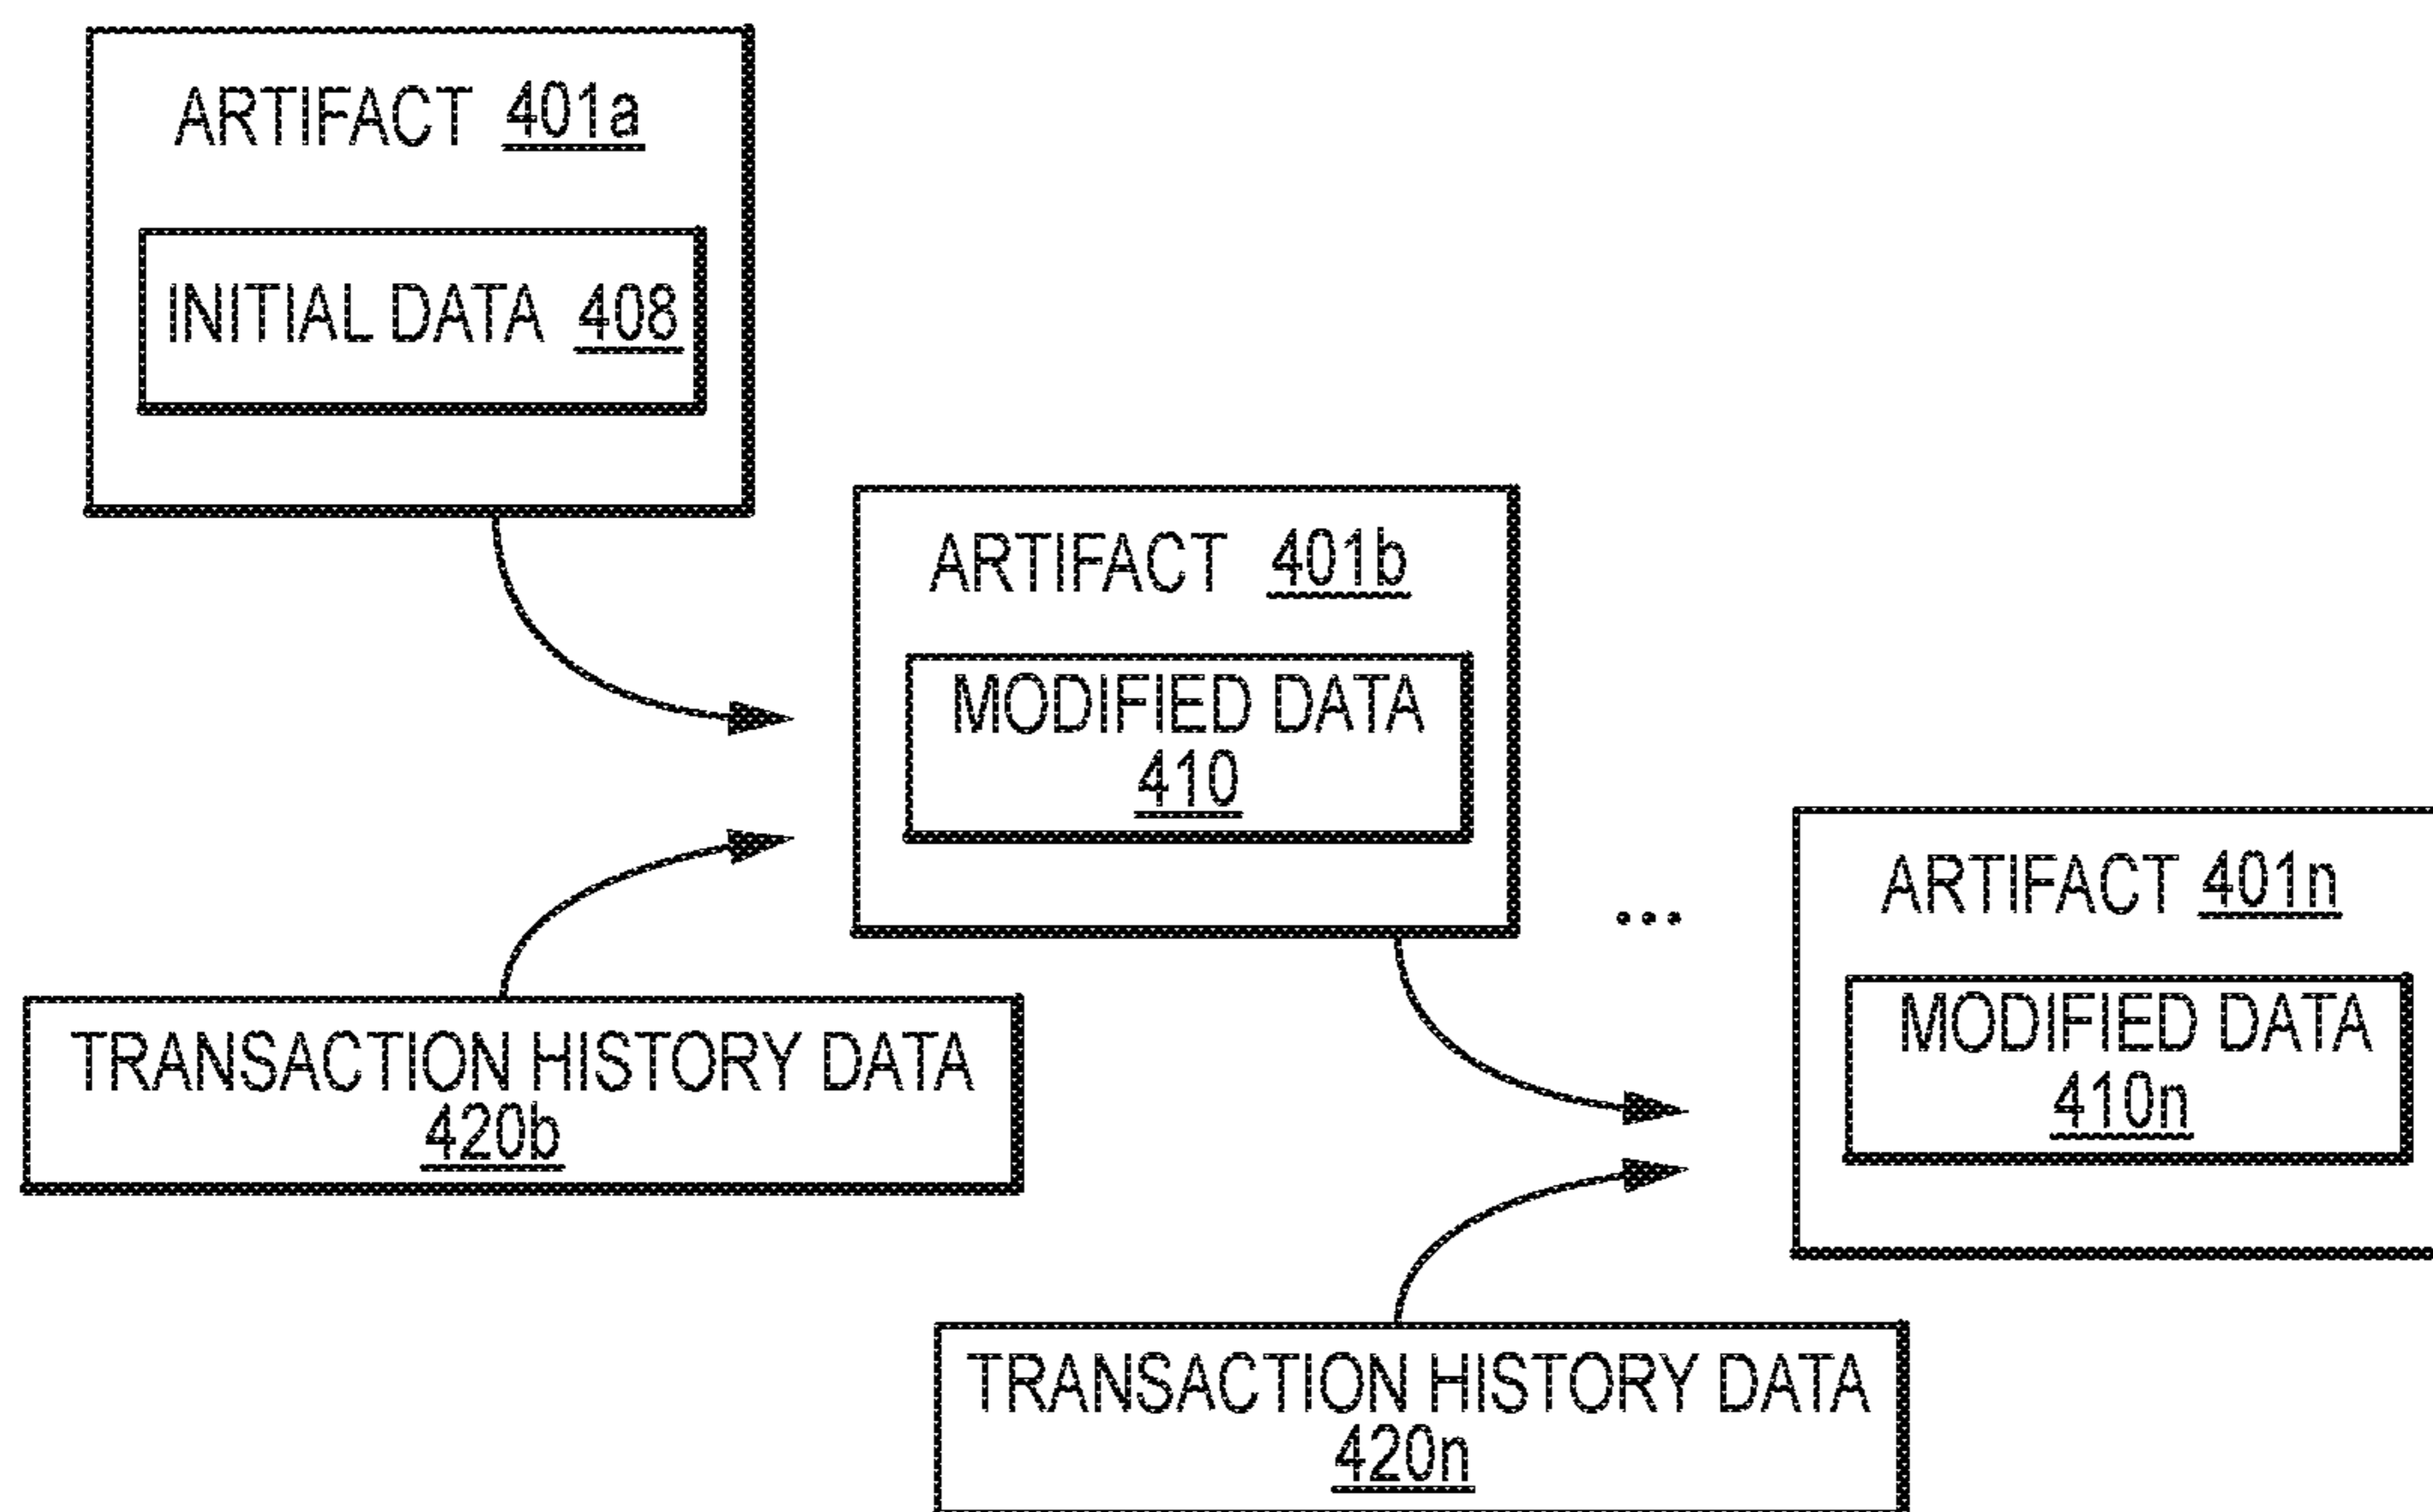 ARTIFACT 401a
INITIAL DATA 408
ARTIFACT 401b
MODIFIED DATA
410
...
ARTIFACT 401n
MODIFIED DATA
410n
TRANSACTION HISTORY DATA
420b
TRANSACTION HISTORY DATA
420n